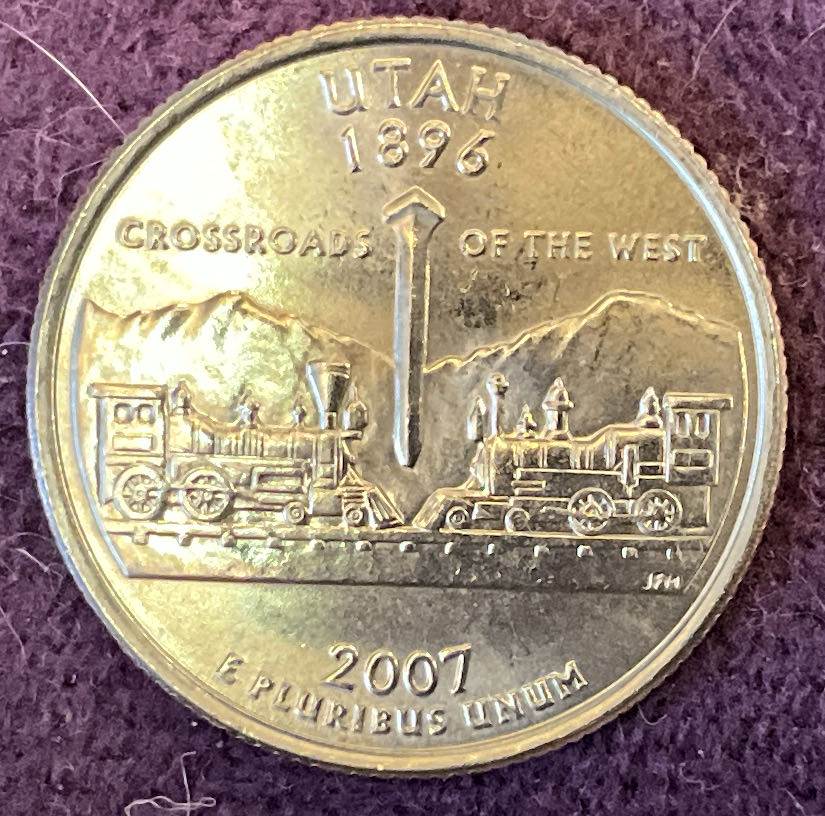 UTAH
1896
CROSSROADS OF THE WEST
JFM
2007
E PLURIBUS UNUM